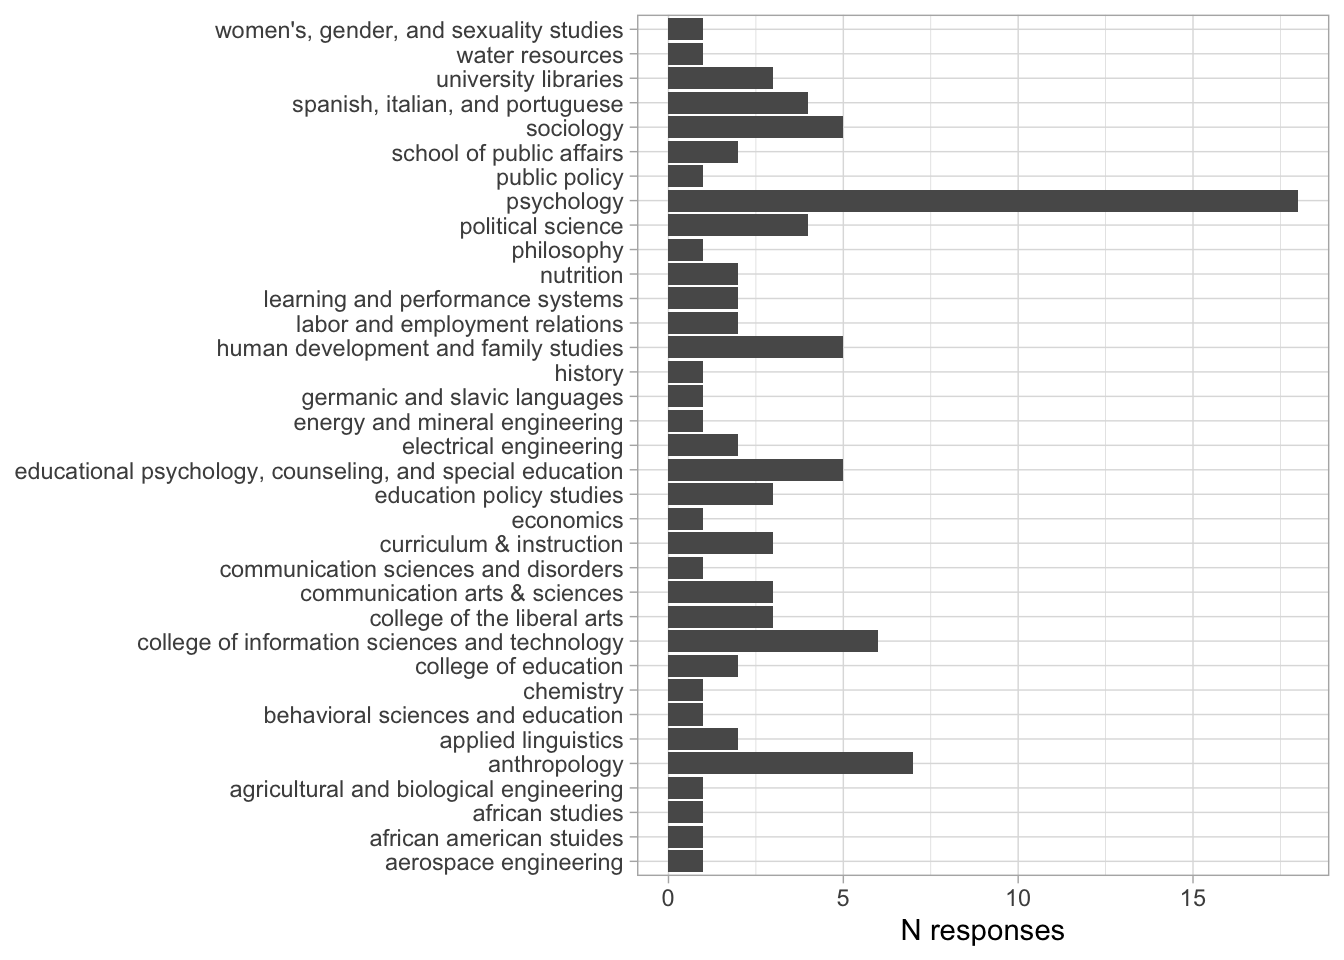 women's, gender, and sexuality studies
water resources
university libraries
spanish, italian, and portuguese
sociology
school of public affairs
public policy
psychology
political science
philosophy
nutrition
learning and performance systems
labor and employment relations
human development and family studies
history
germanic and slavic languages
energy and mineral engineering
electrical engineering
educational psychology, counseling, and special education
education policy studies
economics
curriculum & instruction
communication sciences and disorders
communication arts & sciences
college of the liberal arts
college of information sciences and technology
college of education
chemistry
behavioral sciences and education
applied linguistics
anthropology
agricultural and biological engineering
african studies
african american stuides
aerospace engineering
0 5 10 15
N responses